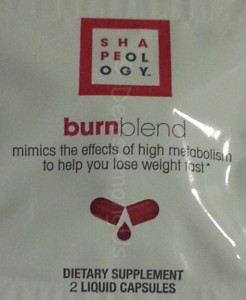 SHA
PEOL
OGY™
burnblend
mimics the effects of high metabolism
to help you lose weight fast*
DIETARY SUPPLEMENT
2 LIQUID CAPSULES